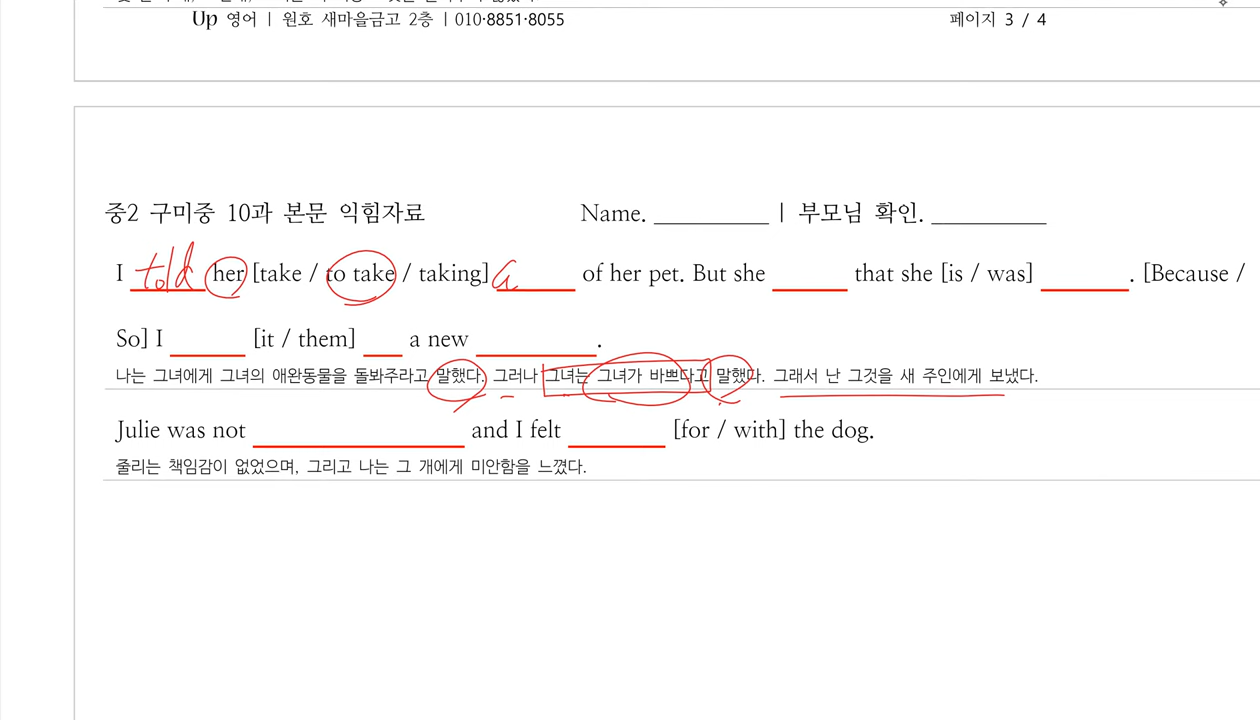 Up 영어 | 원호 새마을금고 2층 | 010·8851·8055 페이지 3 / 4
중2 구미중 10과 본문 익힘자료 Name. __________ | 부모님 확인. __________
I told her [take / to take / taking] a of her pet. But she ______ that she [is / was] ______. [Because /
So] I ______ [it / them] ___ a new __________.
나는 그녀에게 그녀의 애완동물을 돌봐주라고 말했다. 그러나 그녀는 그녀가 바쁘다고 말했다. 그래서 난 그것을 새 주인에게 보냈다.
Julie was not __________________ and I felt ________ [for / with] the dog.
줄리는 책임감이 없었으며, 그리고 나는 그 개에게 미안함을 느꼈다.